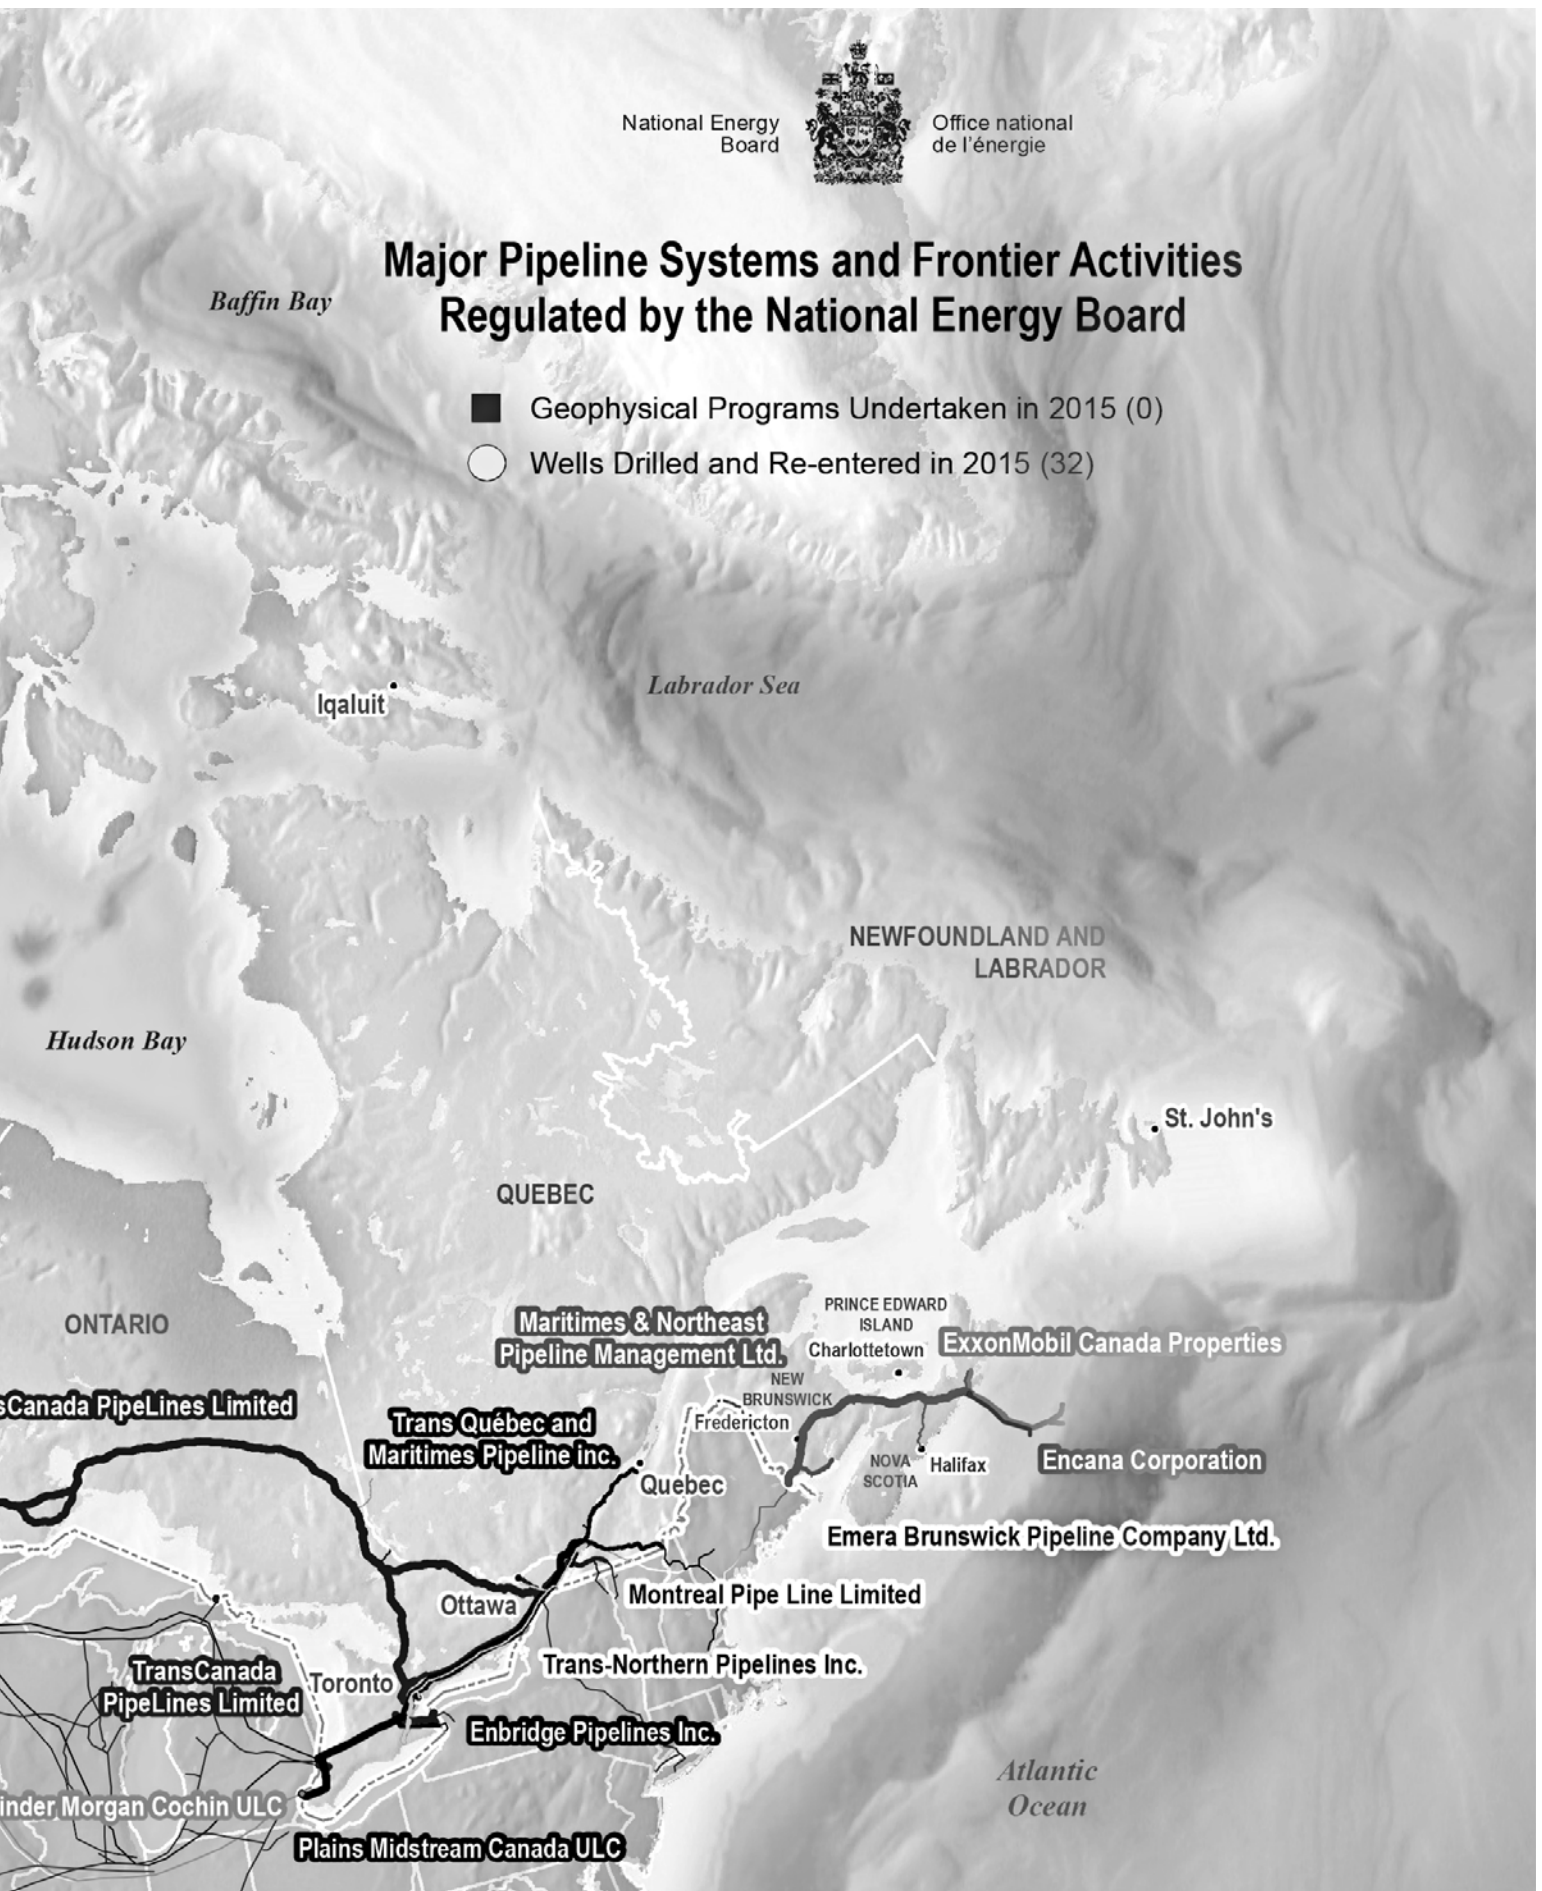 National Energy
Board
Office national
de l'énergie
Major Pipeline Systems and Frontier Activities
Regulated by the National Energy Board
Baffin Bay
Geophysical Programs Undertaken in 2015 (0)
Wells Drilled and Re-entered in 2015 (32)
Iqaluit
Labrador Sea
NEWFOUNDLAND AND
LABRADOR
Hudson Bay
St. John's
QUEBEC
ONTARIO
Maritimes & Northeast
Pipeline Management Ltd.
PRINCE EDWARD
ISLAND
Charlottetown
ExxonMobil Canada Properties
NEW
BRUNSWICK
Fredericton
sCanada PipeLines Limited
Trans Québec and
Maritimes Pipeline inc.
Quebec
NOVA
SCOTIA
Halifax
Encana Corporation
Emera Brunswick Pipeline Company Ltd.
Ottawa
Montreal Pipe Line Limited
Trans-Northern Pipelines Inc.
TransCanada
PipeLines Limited
Toronto
Enbridge Pipelines Inc.
Atlantic
Ocean
inder Morgan Cochin ULC
Plains Midstream Canada ULC